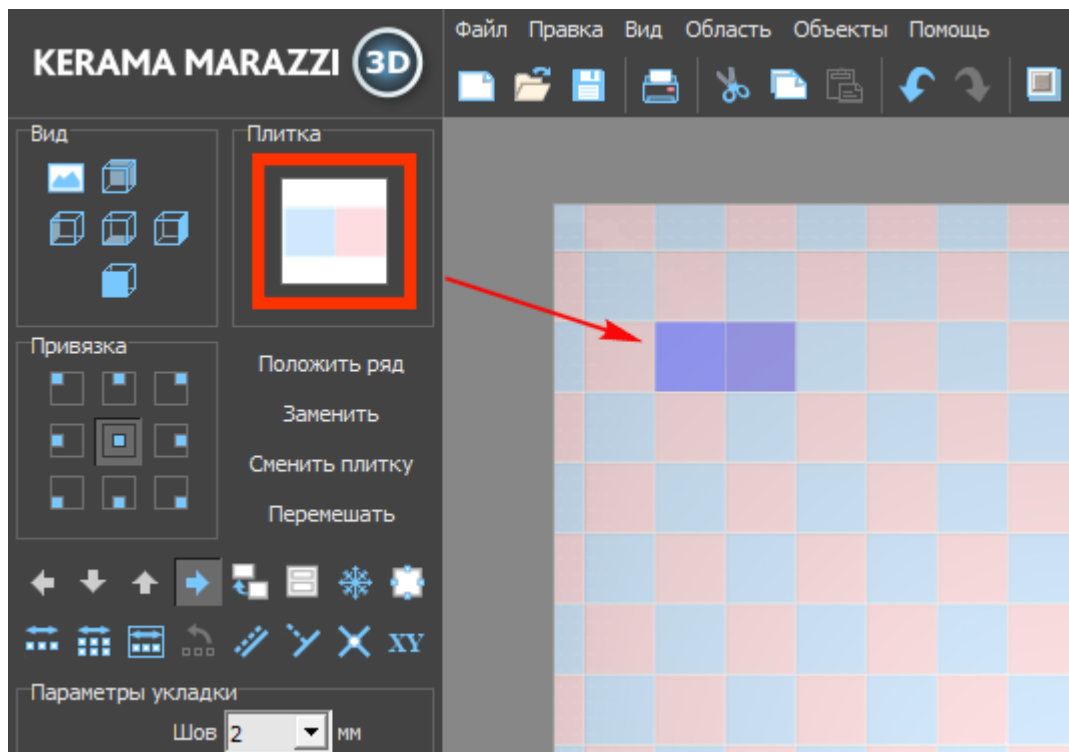 KERAMA MARAZZI 3D
Файл Правка Вид Область Объекты Помощь
Вид
Плитка
Привязка
Положить ряд
Заменить
Сменить плитку
Перемешать
XY
Параметры укладки
Шов 2 мм